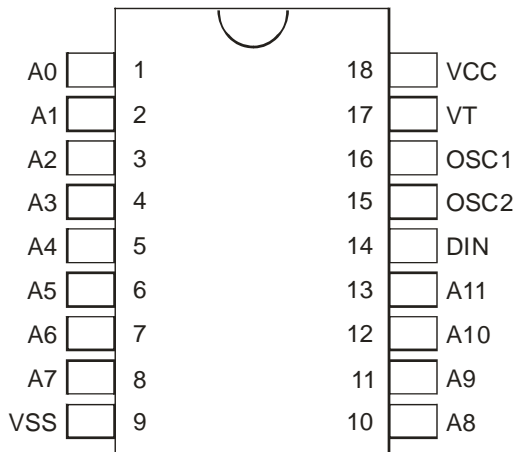 A0 1 18 VCC
A1 2 17 VT
A2 3 16 OSC1
A3 4 15 OSC2
A4 5 14 DIN
A5 6 13 A11
A6 7 12 A10
A7 8 11 A9
VSS 9 10 A8